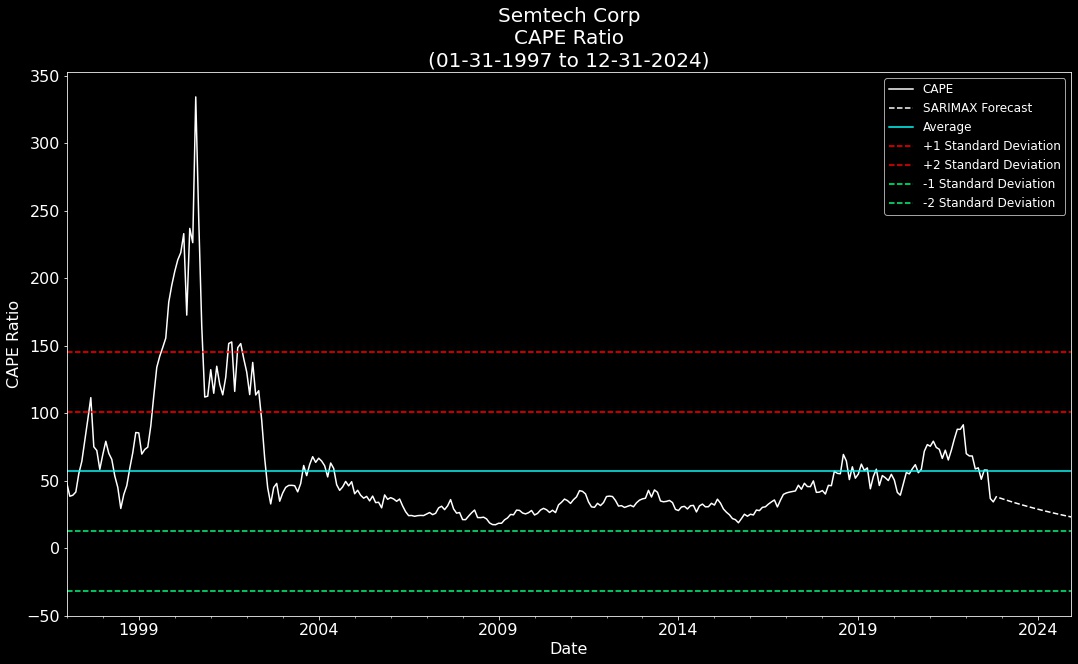 Semtech Corp
CAPE Ratio
(01-31-1997 to 12-31-2024)
CAPE
SARIMAX Forecast
Average
+1 Standard Deviation
+2 Standard Deviation
-1 Standard Deviation
-2 Standard Deviation
CAPE Ratio
350
300
250
200
150
100
50
0
−50
1999
2004
2009
2014
2019
2024
Date